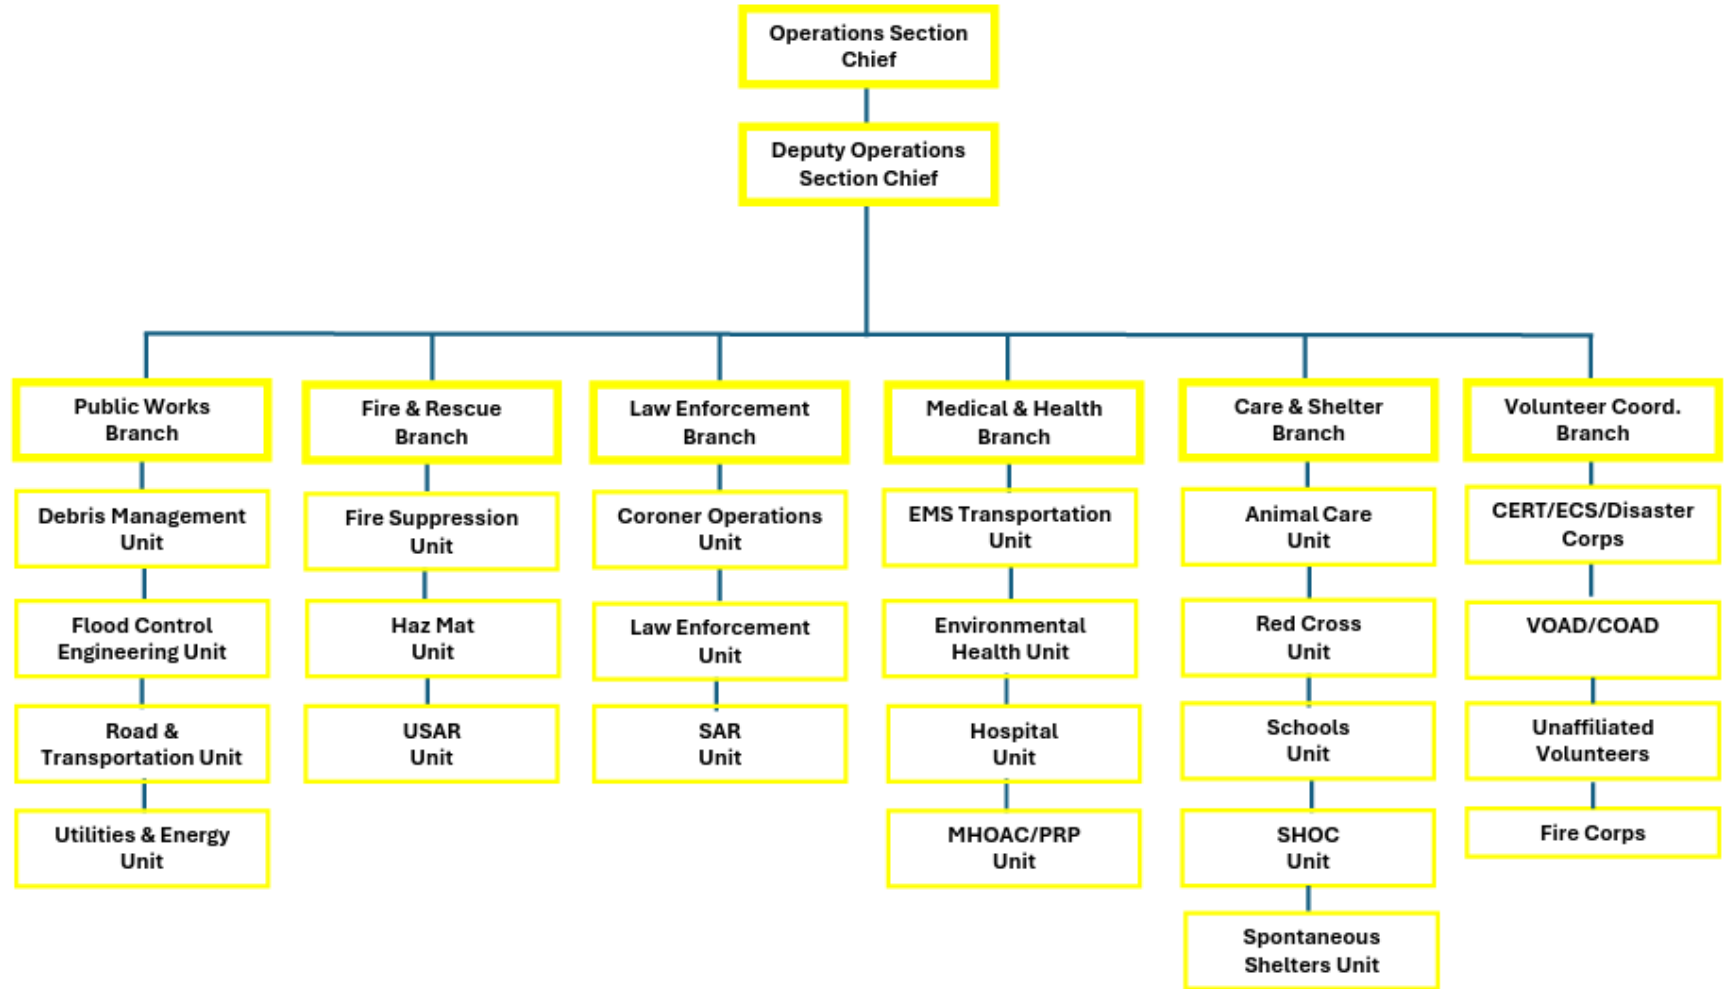 Operations Section
Chief
Deputy Operations
Section Chief
Public Works
Branch
Debris Management
Unit
Flood Control
Engineering Unit
Road &
Transportation Unit
Utilities & Energy
Unit
Fire & Rescue
Branch
Fire Suppression
Unit
Haz Mat
Unit
USAR
Unit
Law Enforcement
Branch
Coroner Operations
Unit
Law Enforcement
Unit
SAR
Unit
Medical & Health
Branch
EMS Transportation
Unit
Environmental
Health Unit
Hospital
Unit
MHOAC/PRP
Unit
Care & Shelter
Branch
Animal Care
Unit
Red Cross
Unit
Schools
Unit
SHOC
Unit
Spontaneous
Shelters Unit
Volunteer Coord.
Branch
CERT/ECS/Disaster
Corps
VOAD/COAD
Unaffiliated
Volunteers
Fire Corps